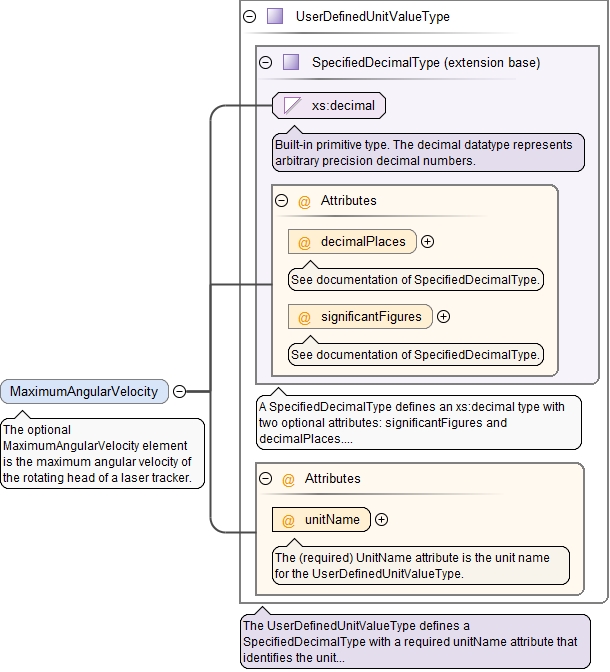 UserDefinedUnitValueType
SpecifiedDecimalType (extension base)
xs:decimal
Built-in primitive type. The decimal datatype represents
arbitrary precision decimal numbers.
@ Attributes
@ decimalPlaces
See documentation of SpecifiedDecimalType.
@ significantFigures
See documentation of SpecifiedDecimalType.
MaximumAngularVelocity
The optional
MaximumAngularVelocity element
is the maximum angular velocity of
the rotating head of a laser tracker.
A SpecifiedDecimalType defines an xs:decimal type with
two optional attributes: significantFigures and
decimalPlaces....
@ Attributes
@ unitName
The (required) UnitName attribute is the unit name
for the UserDefinedUnitValueType.
The UserDefinedUnitValueType defines a
SpecifiedDecimalType with a required unitName attribute that
identifies the unit...